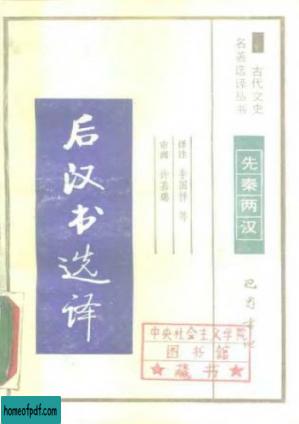 古代文史
名著选译丛书
先秦两汉
后汉书选译
译注 李国祥 等
审阅 许嘉璐
巴蜀书社
中央社会主义学院
图书馆
藏书
homeofpdf.com